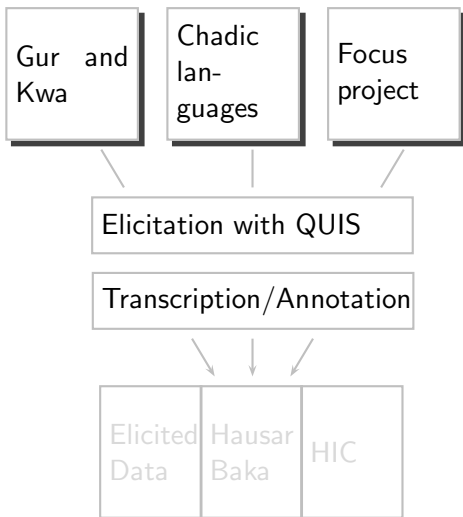 Gur and
Kwa
Chadic
lan-
guages
Focus
project
Elicitation with QUIS
Transcription/Annotation
Elicited
Data
Hausar
Baka
HIC